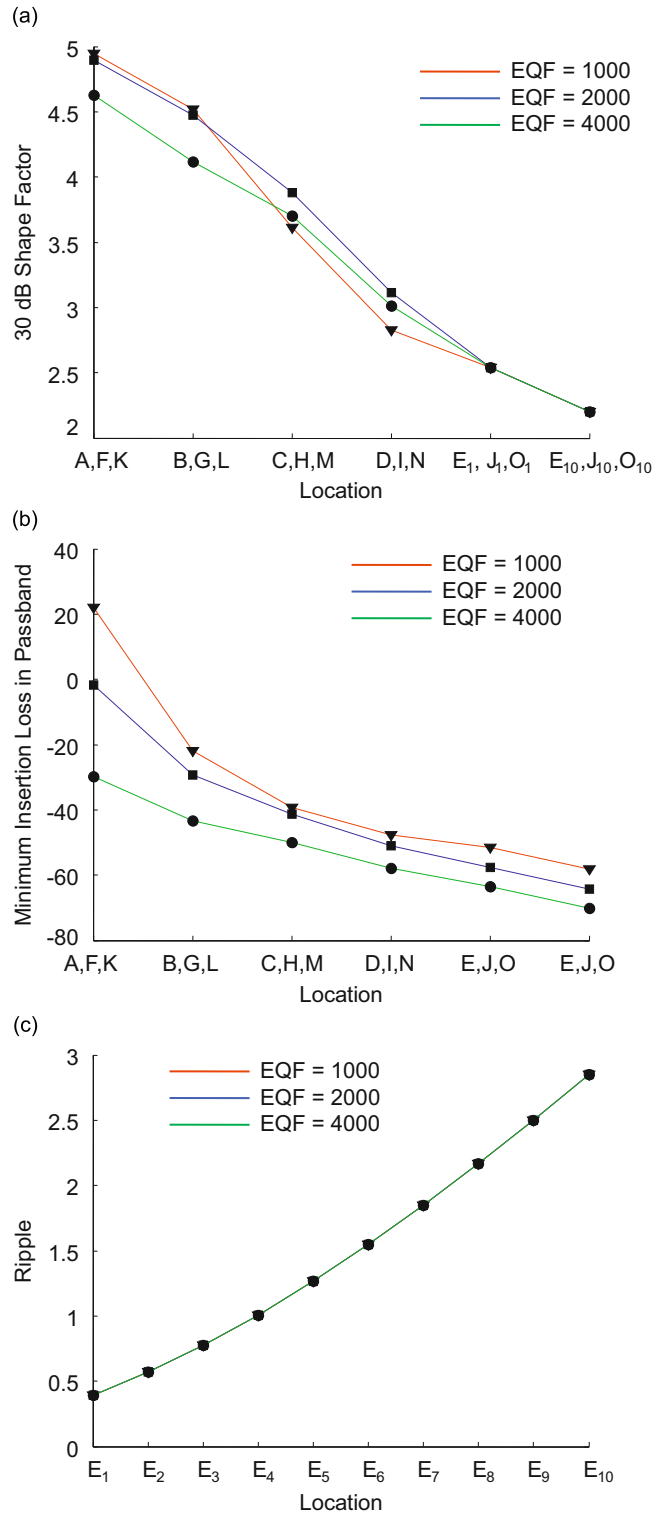 (a)
5
4.5
4
3.5
3
2.5
2
30 dB Shape Factor
EQF = 1000
EQF = 2000
EQF = 4000
A,F,K B,G,L C,H,M D,I,N E₁, J₁,O₁ E₁₀,J₁₀,O₁₀
Location
(b)
40
20
0
-20
-40
-60
-80
Minimum Insertion Loss in Passband
EQF = 1000
EQF = 2000
EQF = 4000
A,F,K B,G,L C,H,M D,I,N E,J,O E,J,O
Location
(c)
3
2.5
2
1.5
1
0.5
0
Ripple
EQF = 1000
EQF = 2000
EQF = 4000
E₁ E₂ E₃ E₄ E₅ E₆ E₇ E₈ E₉ E₁₀
Location